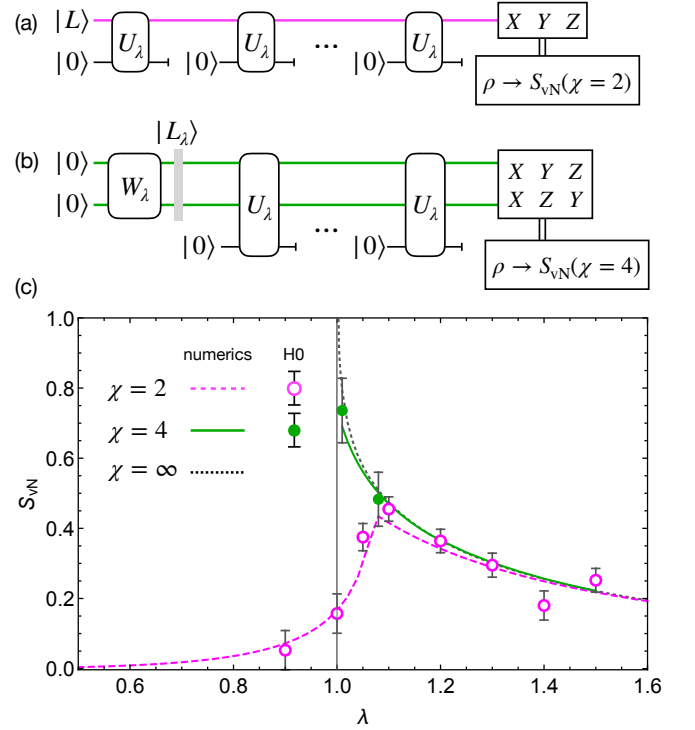 (a)
|L⟩ U_λ U_λ ... U_λ X Y Z
|0⟩ |0⟩ |0⟩
ρ → S_vN(χ = 2)
(b)
|L_λ⟩
|0⟩ W_λ X Y Z
|0⟩ U_λ ... U_λ X Z Y
|0⟩ |0⟩
ρ → S_vN(χ = 4)
(c)
numerics H0
χ = 2
χ = 4
χ = ∞
S_vN
1.0
0.8
0.6
0.4
0.2
0.0
0.6 0.8 1.0 1.2 1.4 1.6
λ